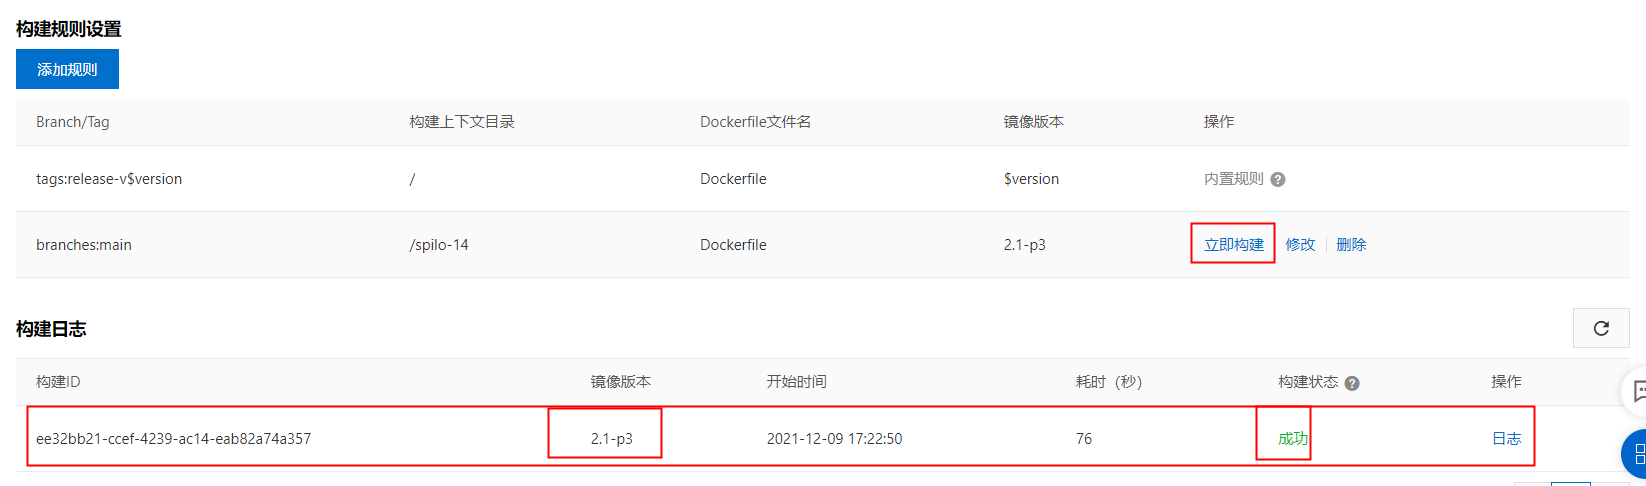 构建规则设置
添加规则
Branch/Tag 构建上下文目录 Dockerfile文件名 镜像版本 操作
tags:release-v$version / Dockerfile $version 内置规则 ?
branches:main /spilo-14 Dockerfile 2.1-p3 立即构建 修改 删除
构建日志
构建ID 镜像版本 开始时间 耗时（秒） 构建状态 ? 操作
ee32bb21-ccef-4239-ac14-eab82a74a357 2.1-p3 2021-12-09 17:22:50 76 成功 日志